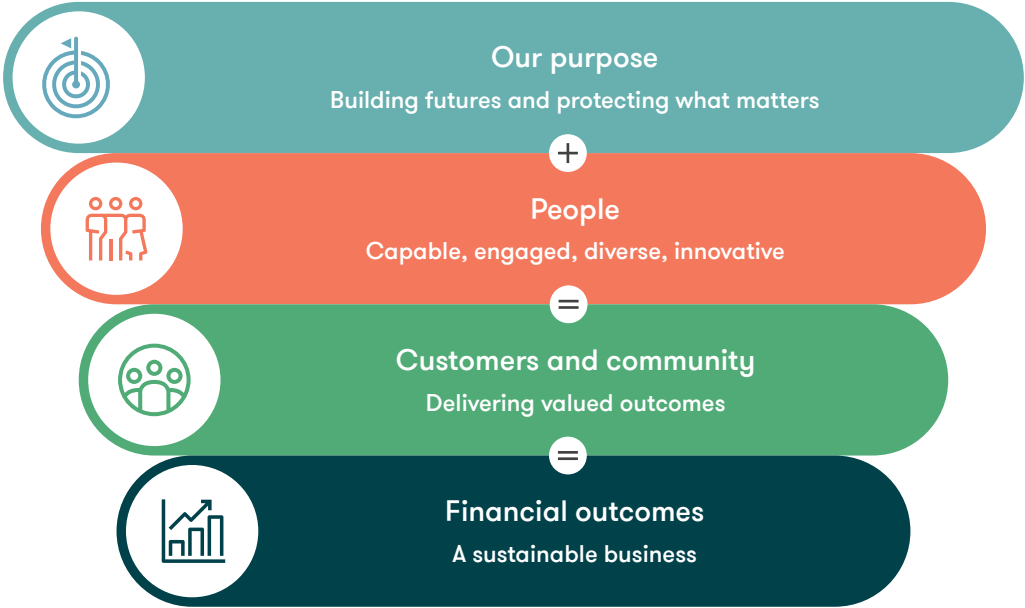 Our purpose
Building futures and protecting what matters
+
People
Capable, engaged, diverse, innovative
=
Customers and community
Delivering valued outcomes
=
Financial outcomes
A sustainable business